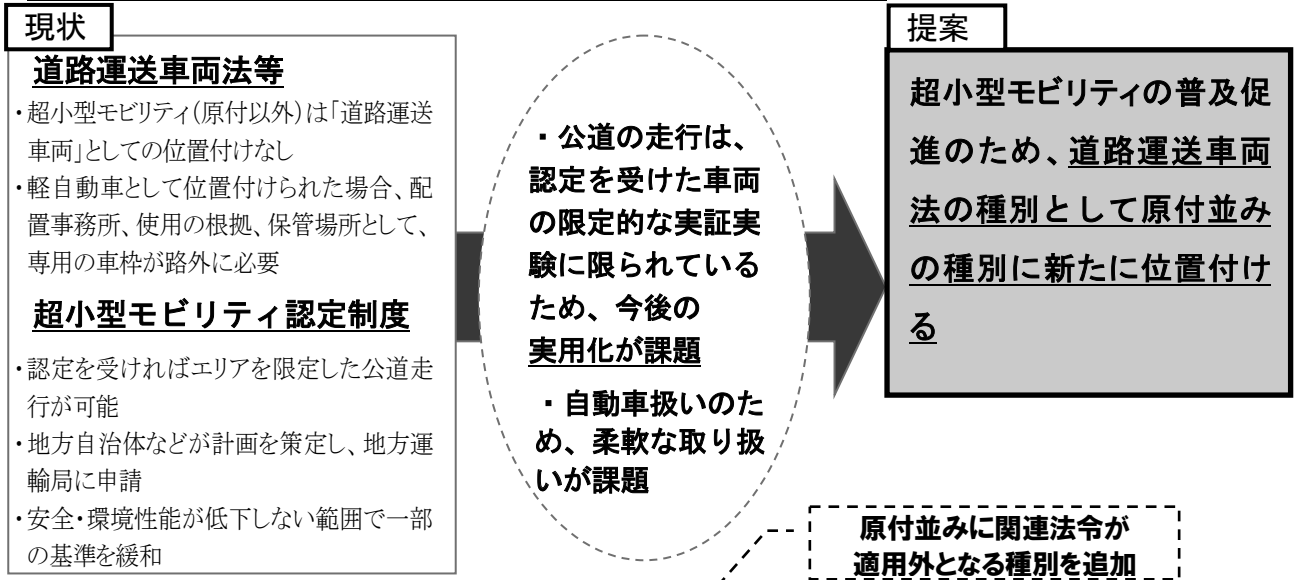 現状
道路運送車両法等
・超小型モビリティ(原付以外)は「道路運送
車両」としての位置付けなし
・軽自動車として位置付けられた場合、配
置事務所、使用の根拠、保管場所として、
専用の車枠が路外に必要
超小型モビリティ認定制度
・認定を受ければエリアを限定した公道走
行が可能
・地方自治体などが計画を策定し、地方運
輸局に申請
・安全・環境性能が低下しない範囲で一部
の基準を緩和
・公道の走行は、
認定を受けた車両
の限定的な実証実
験に限られている
ため、今後の
実用化が課題
・自動車扱いのた
め、柔軟な取り扱
いが課題
提案
超小型モビリティの普及促
進のため、道路運送車両
法の種別として原付並み
の種別に新たに位置付け
る
原付並みに関連法令が
適用外となる種別を追加